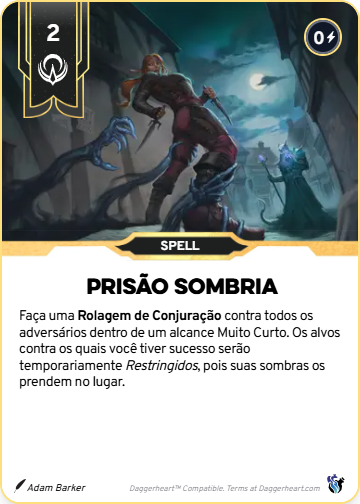 2
0
SPELL
PRISÃO SOMBRIA
Faça uma Rolagem de Conjuração contra todos os
adversários dentro de um alcance Muito Curto. Os alvos
contra os quais você tiver sucesso serão
temporariamente Restringidos, pois suas sombras os
prendem no lugar.
Adam Barker
Daggerheart™ Compatible. Terms at Daggerheart.com